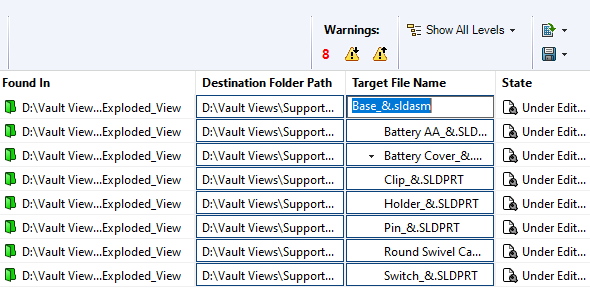 Warnings:
Show All Levels
8
Found In Destination Folder Path Target File Name State
D:\Vault View...Exploded_View D:\Vault Views\Support... Base_&.sldasm Under Edit...
D:\Vault View...Exploded_View D:\Vault Views\Support... Battery AA_&.SLD... Under Edit...
D:\Vault View...Exploded_View D:\Vault Views\Support... Battery Cover_&.... Under Edit...
D:\Vault View...Exploded_View D:\Vault Views\Support... Clip_&.SLDPRT Under Edit...
D:\Vault View...Exploded_View D:\Vault Views\Support... Holder_&.SLDPRT Under Edit...
D:\Vault View...Exploded_View D:\Vault Views\Support... Pin_&.SLDPRT Under Edit...
D:\Vault View...Exploded_View D:\Vault Views\Support... Round Swivel Ca... Under Edit...
D:\Vault View...Exploded_View D:\Vault Views\Support... Switch_&.SLDPRT Under Edit...